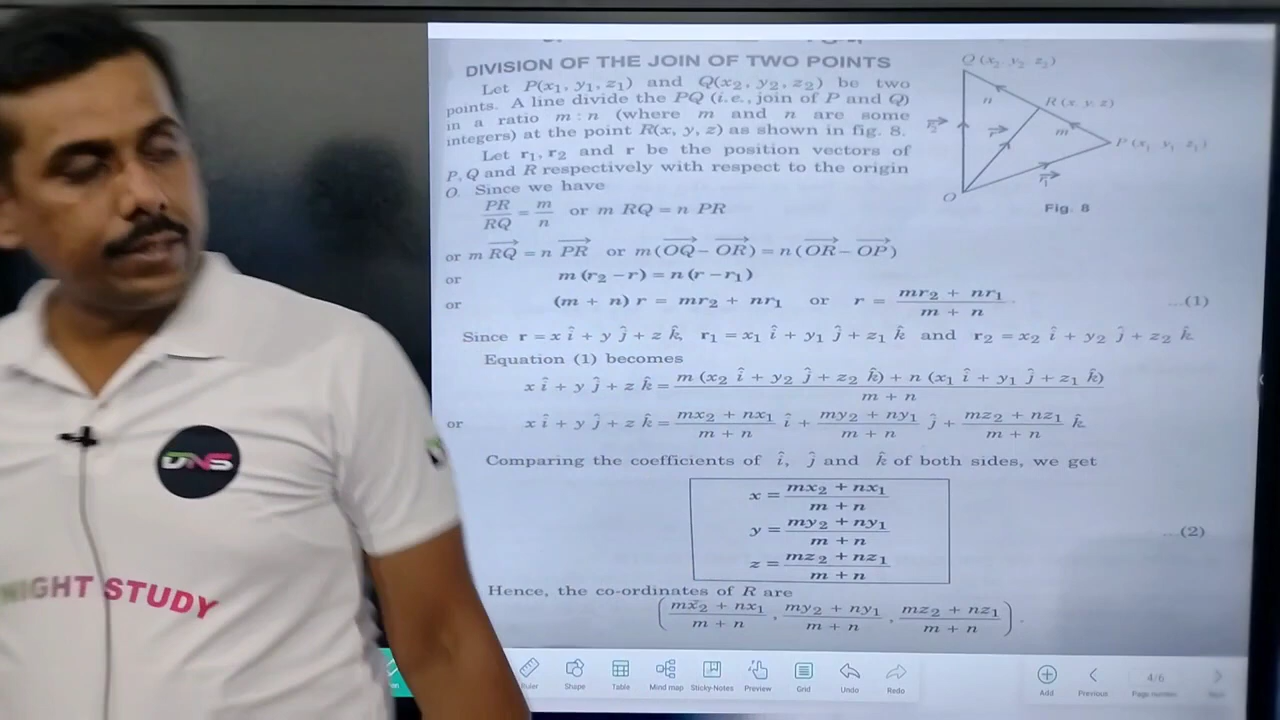 DIVISION OF THE JOIN OF TWO POINTS
Let P(x₁, y₁, z₁) and Q(x₂, y₂, z₂) be two
points. A line divide the PQ (i.e., join of P and Q)
in a ratio m : n (where m and n are some
integers) at the point R(x, y, z) as shown in fig. 8.
Let r₁, r₂ and r be the position vectors of
P, Q and R respectively with respect to the origin
O. Since we have
PR/RQ = m/n or m RQ = n PR
or m RQ⃗ = n PR⃗ or m(OQ⃗ – OR⃗) = n(OR⃗ – OP⃗)
or m (r₂ – r) = n (r – r₁)
or (m + n) r = mr₂ + nr₁ or r = (mr₂ + nr₁)/(m + n) ...(1)
Since r = x î + y ĵ + z k̂, r₁ = x₁ î + y₁ ĵ + z₁ k̂ and r₂ = x₂ î + y₂ ĵ + z₂ k̂
Equation (1) becomes
x î + y ĵ + z k̂ = (m (x₂ î + y₂ ĵ + z₂ k̂) + n (x₁ î + y₁ ĵ + z₁ k̂))/(m + n)
or x î + y ĵ + z k̂ = (mx₂ + nx₁)/(m + n) î + (my₂ + ny₁)/(m + n) ĵ + (mz₂ + nz₁)/(m + n) k̂
Comparing the coefficients of î, ĵ and k̂ of both sides, we get
x = (mx₂ + nx₁)/(m + n)
y = (my₂ + ny₁)/(m + n) ...(2)
z = (mz₂ + nz₁)/(m + n)
Hence, the co-ordinates of R are
((mx₂ + nx₁)/(m + n), (my₂ + ny₁)/(m + n), (mz₂ + nz₁)/(m + n)).
Q (x₂, y₂, z₂)
n
R (x, y, z)
r₂⃗
r⃗
m
P (x₁, y₁, z₁)
r₁⃗
O
Fig. 8
DNS
NIGHT STUDY
Shape
Table
Mind map
Sticky-Notes
Preview
Grid
Undo
Redo
Add
Previous
4/6
Page number